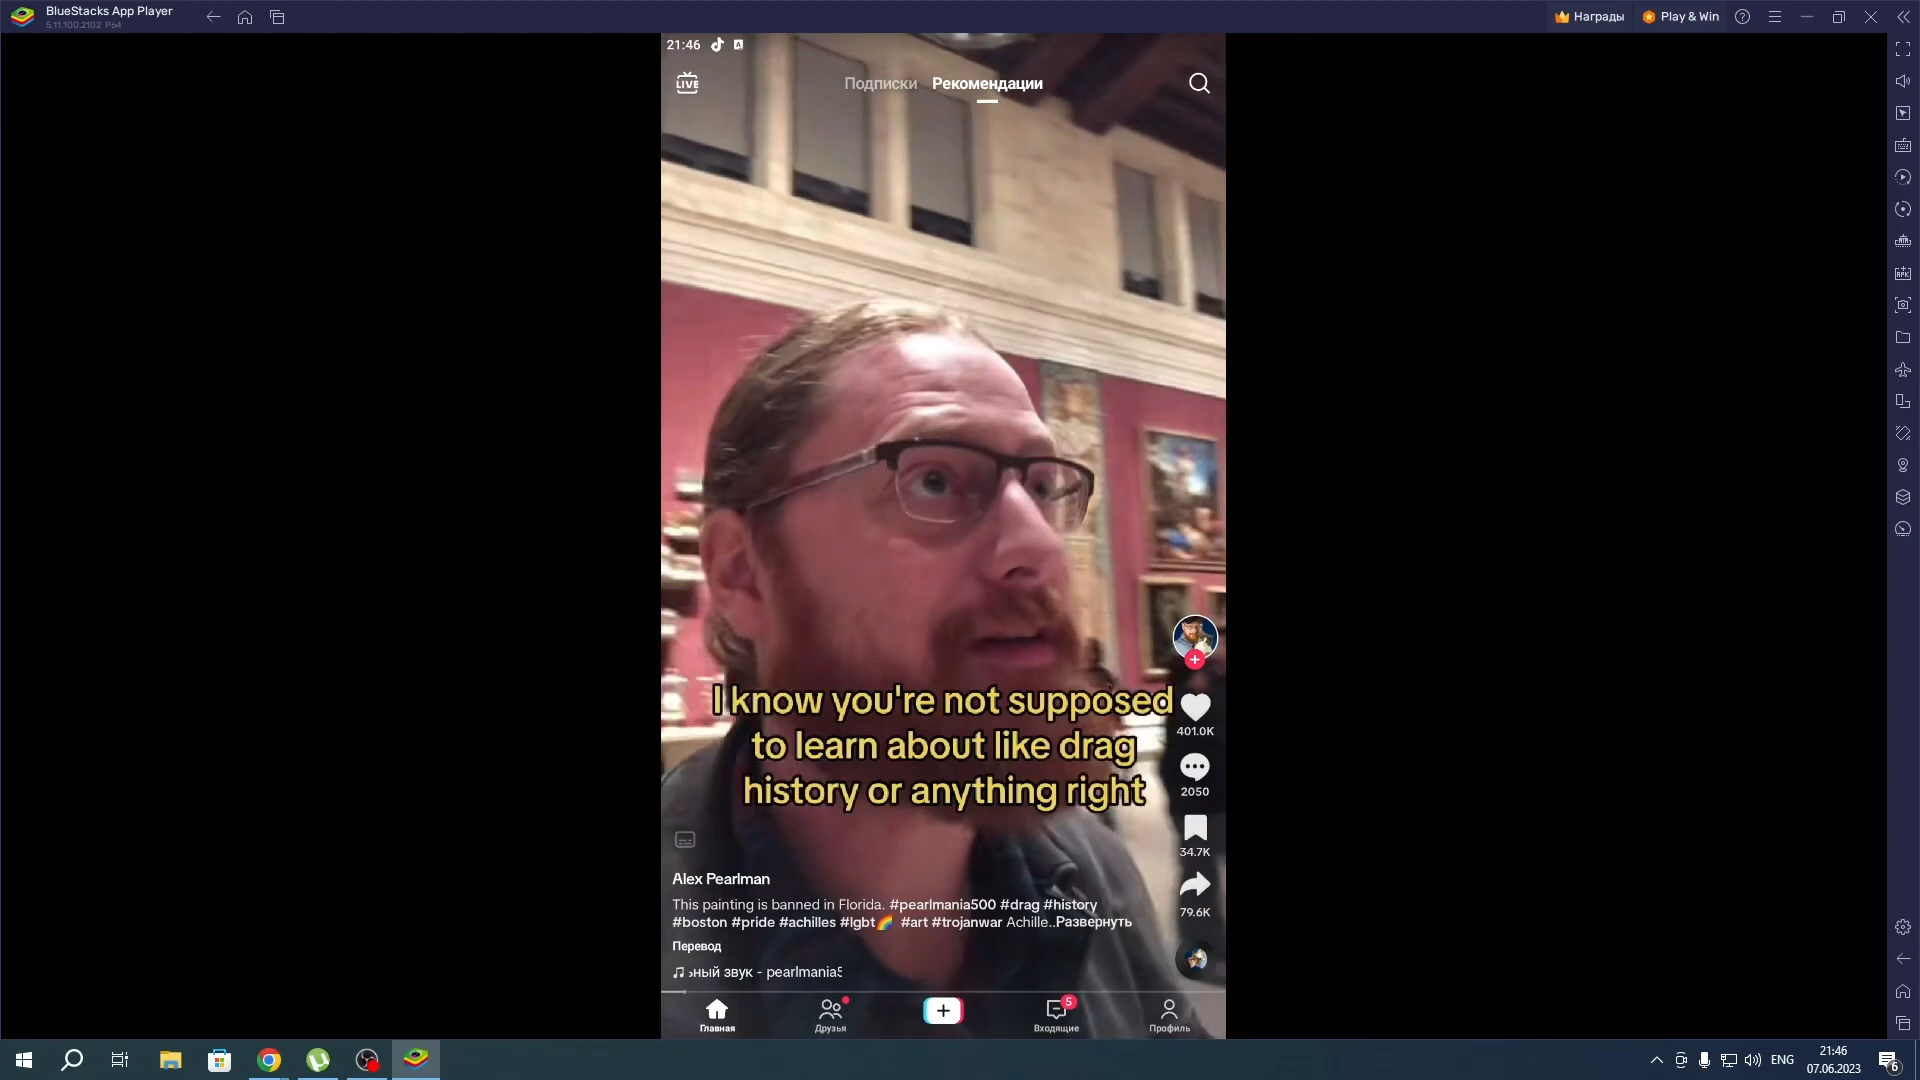 BlueStacks App Player
5.11.100.2102 P64
Награды
Play & Win
21:46
LIVE
Подписки Рекомендации
I know you're not supposed
to learn about like drag
history or anything right
401.0K
2050
34.7K
79.6K
Alex Pearlman
This painting is banned in Florida. #pearlmania500 #drag #history
#boston #pride #achilles #lgbt🌈 #art #trojanwar Achille..Развернуть
Перевод
ьный звук - pearlmania5
Главная
Друзья
5
Входящие
Профиль
ENG
21:46
07.06.2023
6